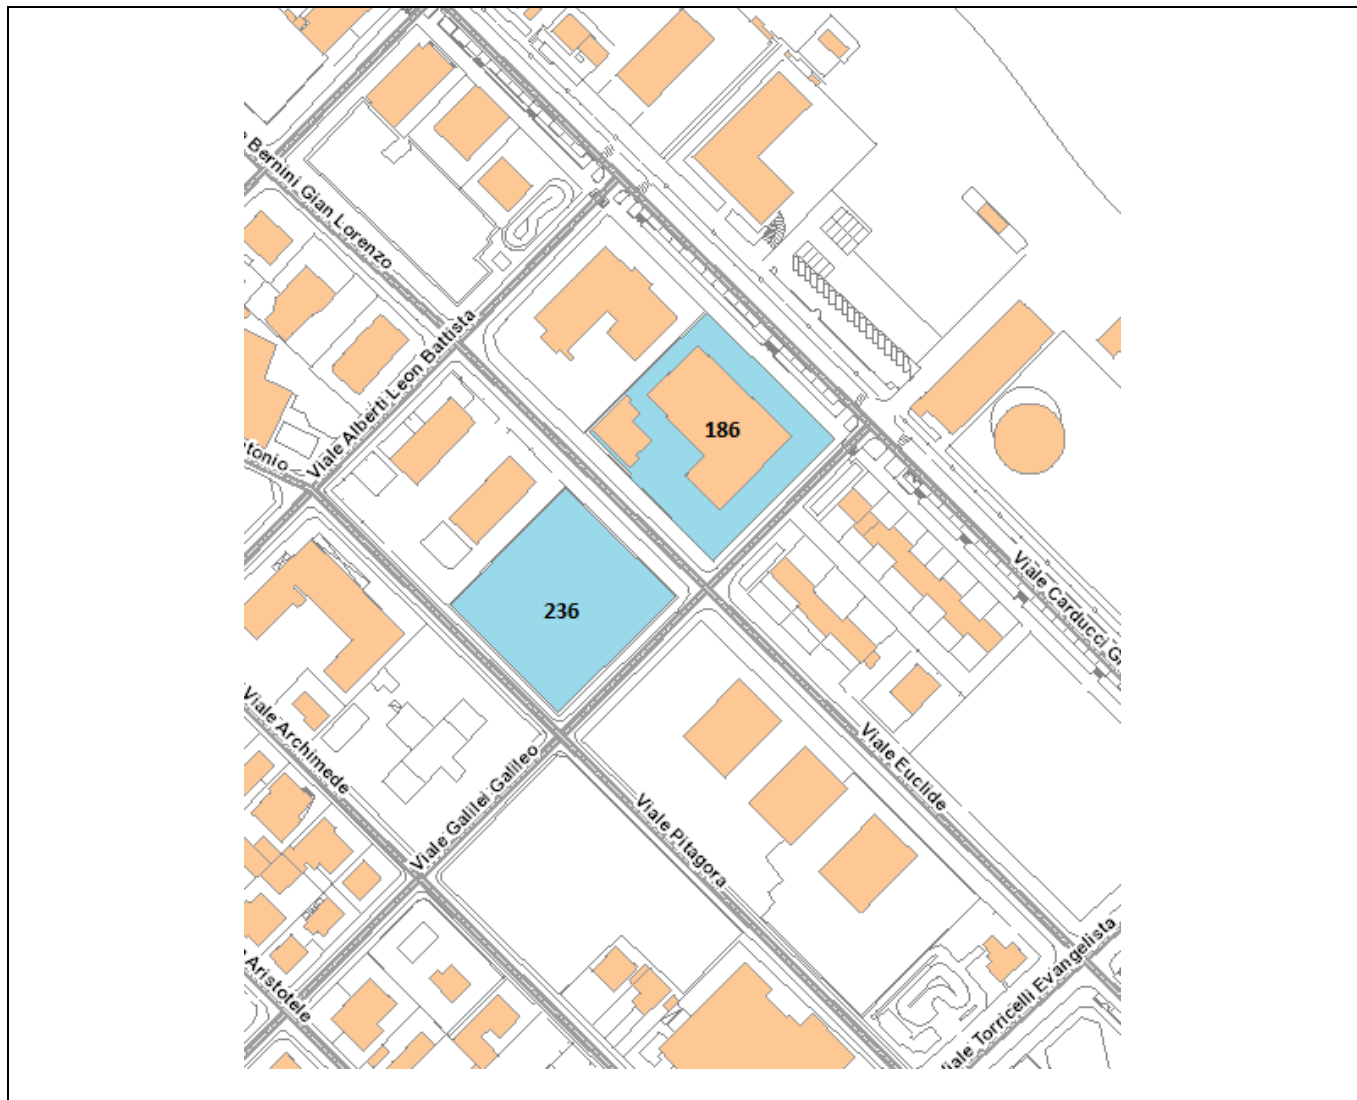 Bernini Gian Lorenzo
Viale Alberti Leon Battista
tonio
186
236
Viale Carducci Gi
Viale Archimede
Viale Galilei Galileo
Viale Pitagora
Viale Euclide
Aristotele
Viale Torricelli Evangelista